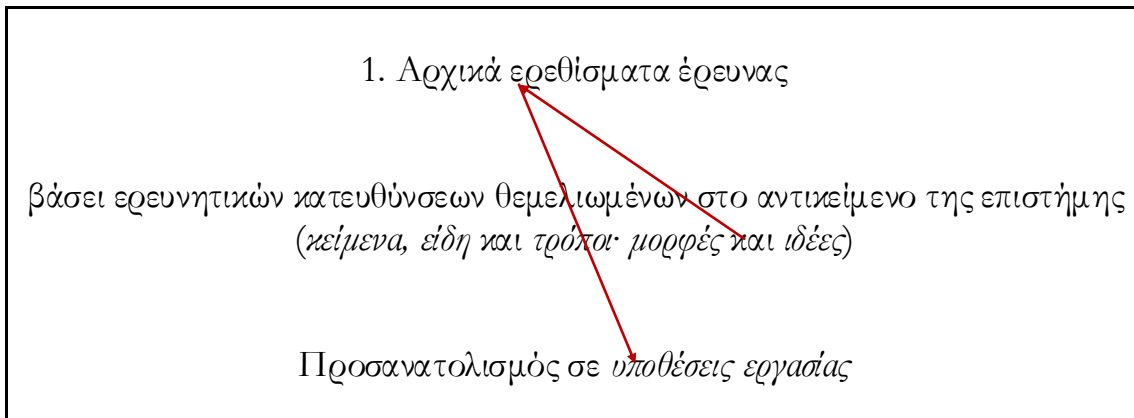 1. Αρχικά ερεθίσματα έρευνας
βάσει ερευνητικών κατευθύνσεων θεμελιωμένων στο αντικείμενο της επιστήμης
(κείμενα, είδη και τρόποι· μορφές και ιδέες)
Προσανατολισμός σε υποθέσεις εργασίας